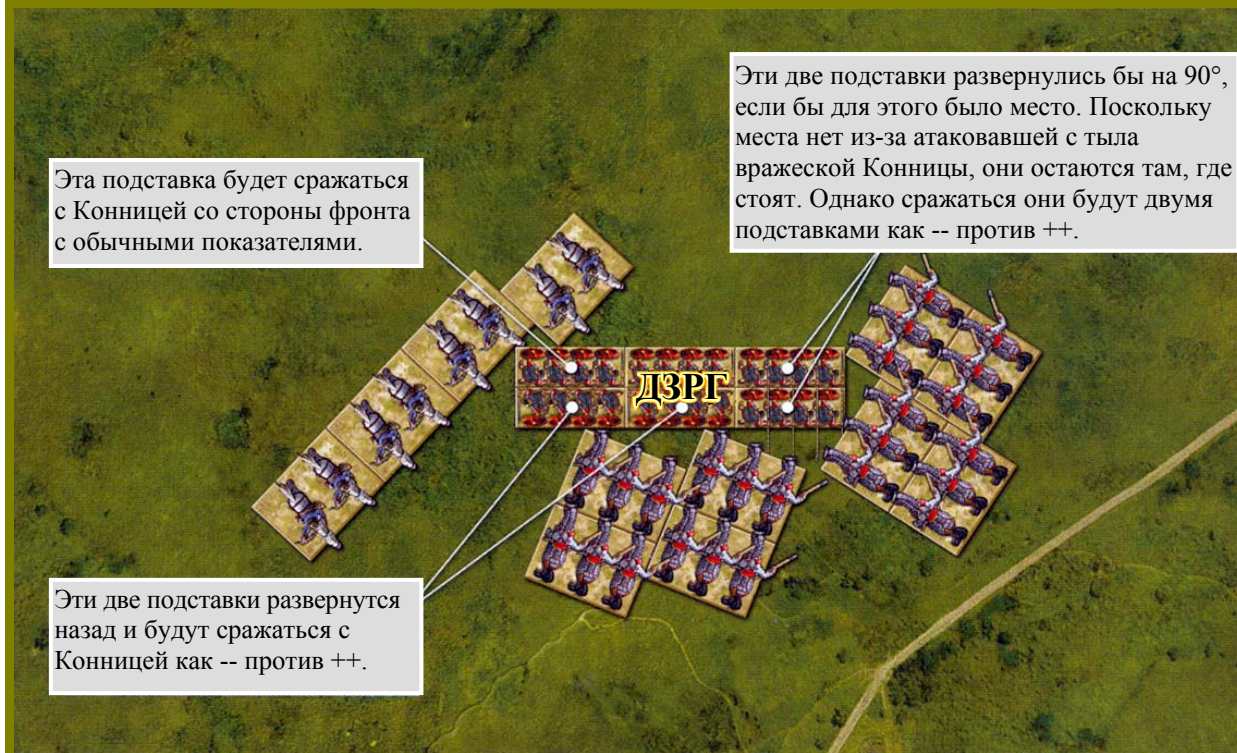 Эти две подставки развернулись бы на 90°,
если бы для этого было место. Поскольку
места нет из-за атаковавшей с тыла
вражеской Конницы, они остаются там, где
стоят. Однако сражаться они будут двумя
подставками как -- против ++.
Эта подставка будет сражаться
с Конницей со стороны фронта
с обычными показателями.
ДЗРГ
Эти две подставки развернутся
назад и будут сражаться с
Конницей как -- против ++.